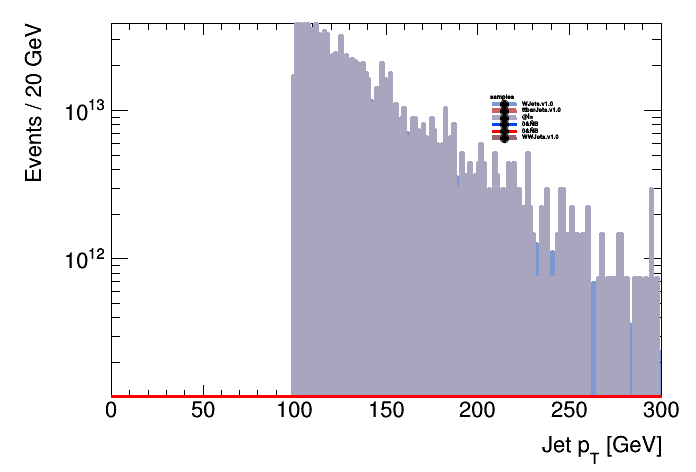 Events / 20 GeV
10^13
10^12
samples
WJets.v1.0
ttbarJets.v1.0
WWJets.v1.0
0 50 100 150 200 250 300
Jet p_T [GeV]